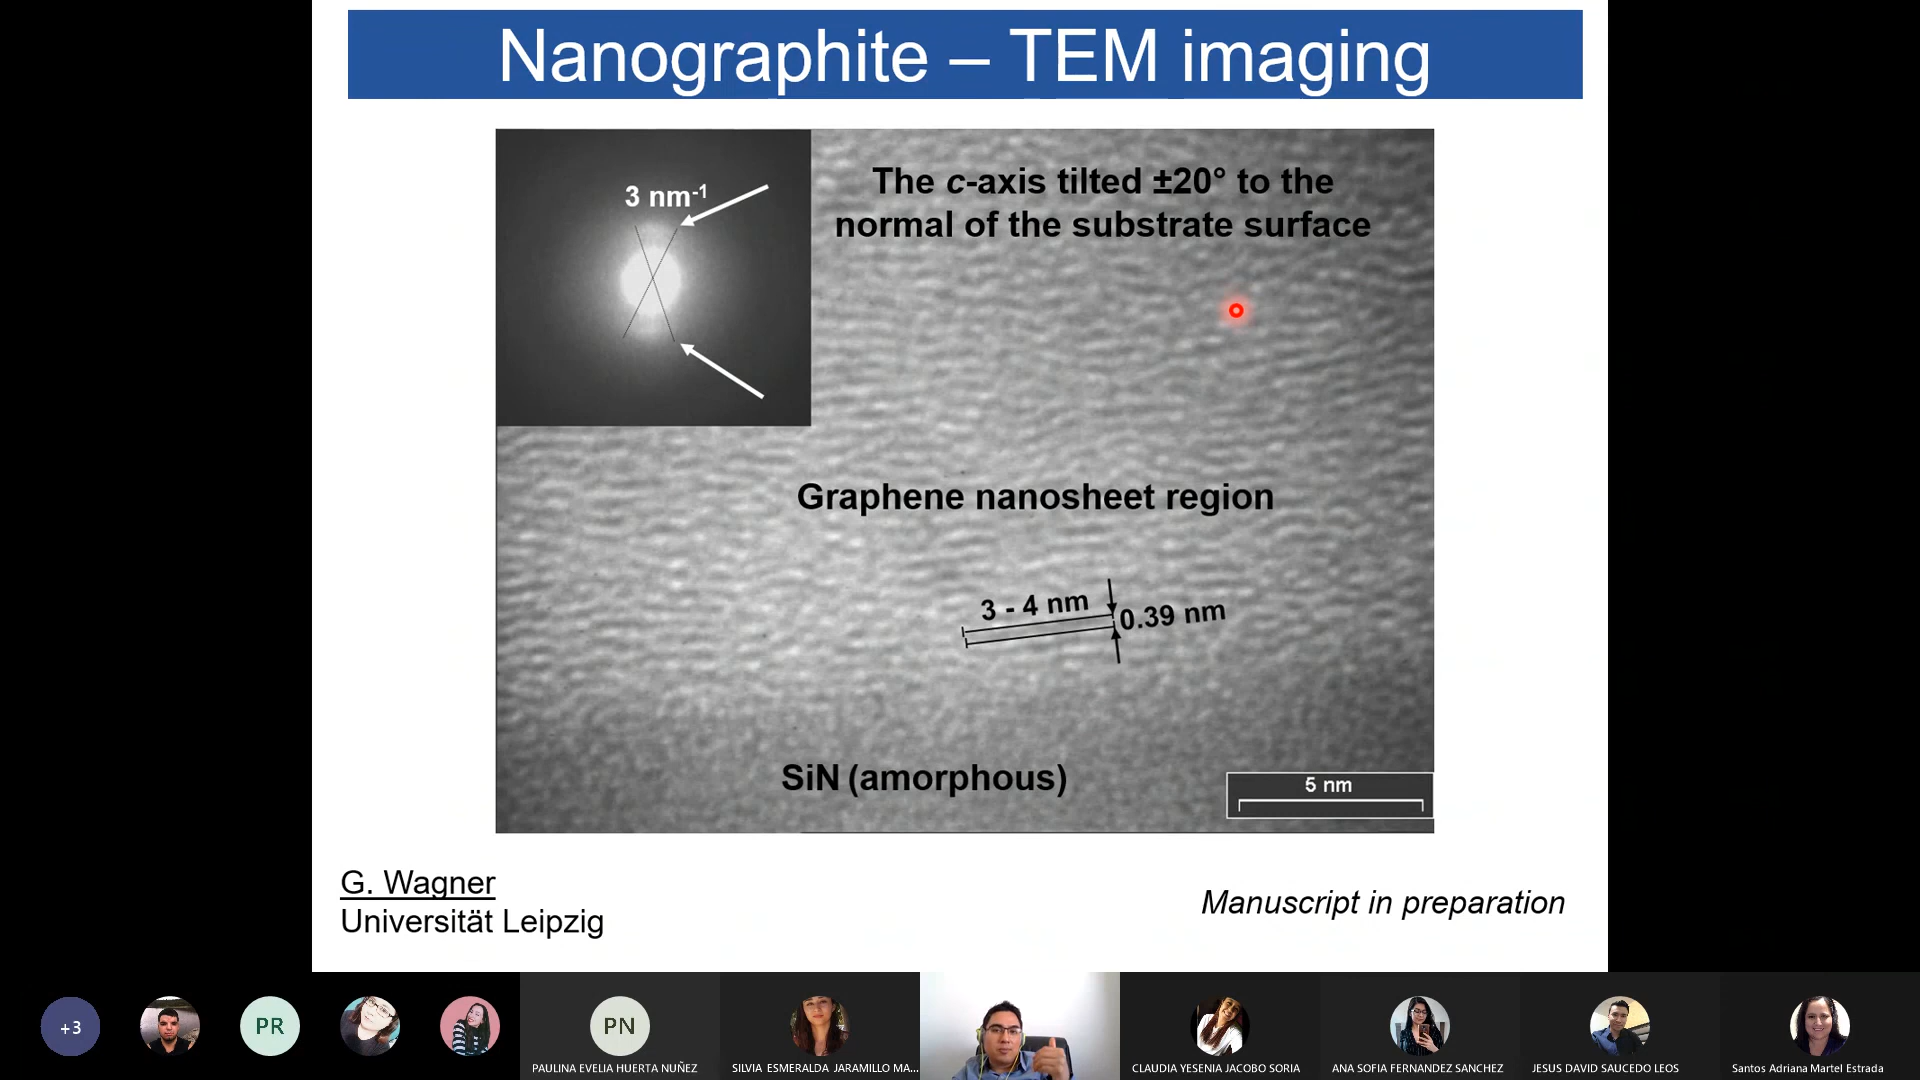 Nanographite – TEM imaging
3 nm-1
The c-axis tilted ±20° to the
normal of the substrate surface
Graphene nanosheet region
3 - 4 nm
0.39 nm
SiN (amorphous)
5 nm
G. Wagner
Universität Leipzig
Manuscript in preparation
+3
PR
PN
PAULINA EVELIA HUERTA NUÑEZ
SILVIA ESMERALDA JARAMILLO MA...
CLAUDIA YESENIA JACOBO SORIA
ANA SOFIA FERNANDEZ SANCHEZ
JESUS DAVID SAUCEDO LEOS
Santos Adriana Martel Estrada